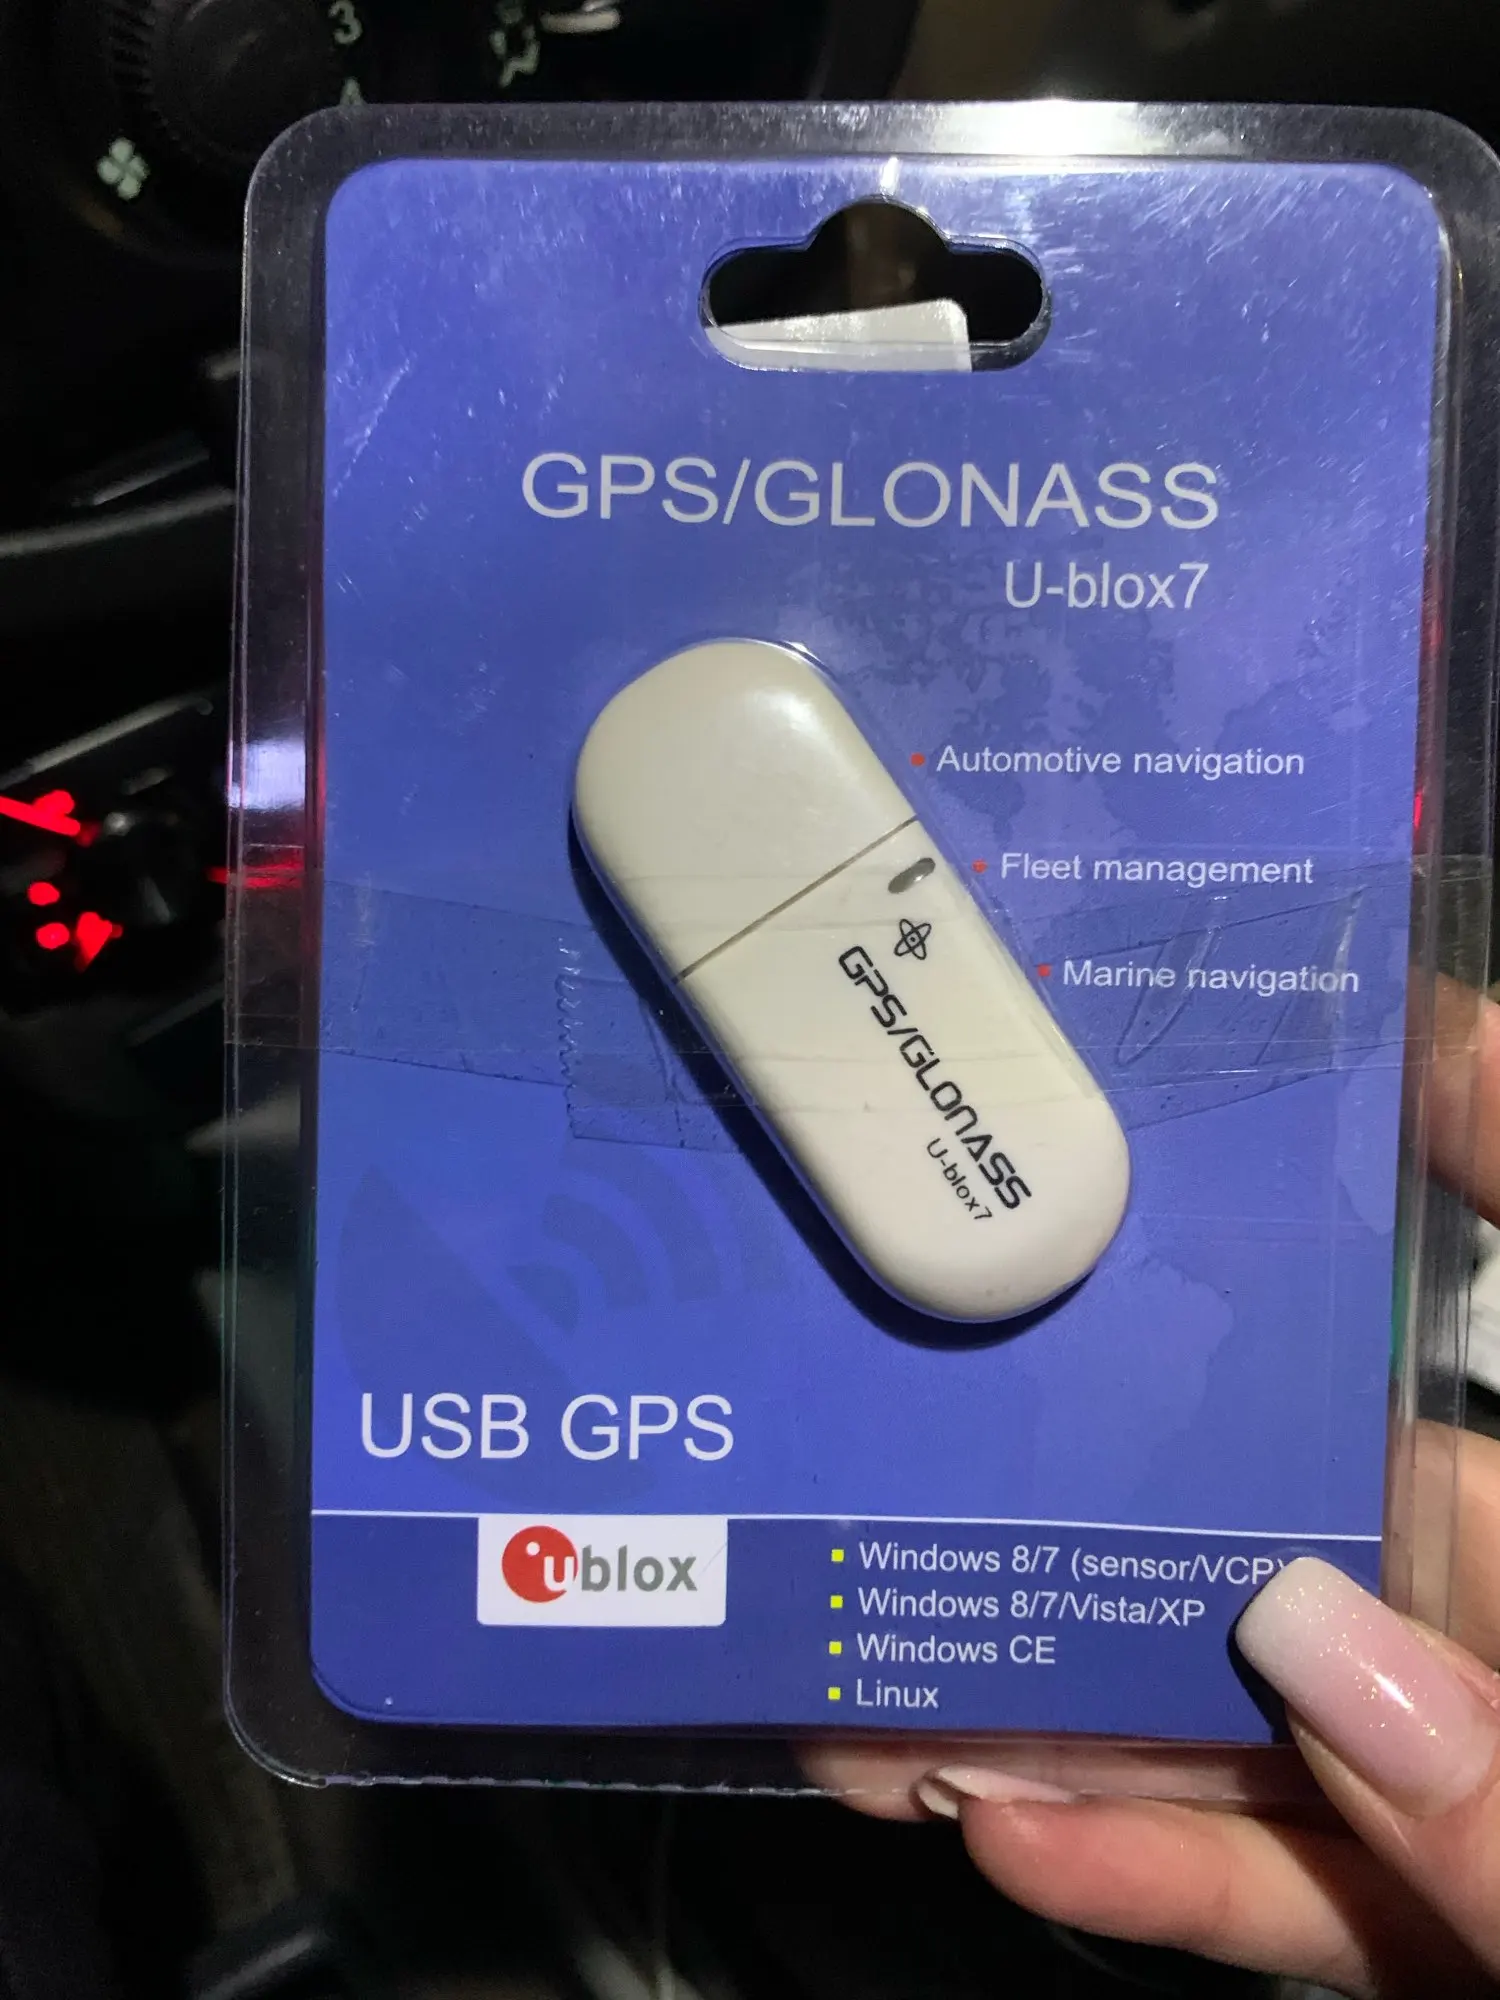 3
A
GPS/GLONASS
U-blox7
Automotive navigation
Fleet management
Marine navigation
GPS/GLONASS
U-blox7
USB GPS
ublox
Windows 8/7 (sensor/VCP)
Windows 8/7/Vista/XP
Windows CE
Linux